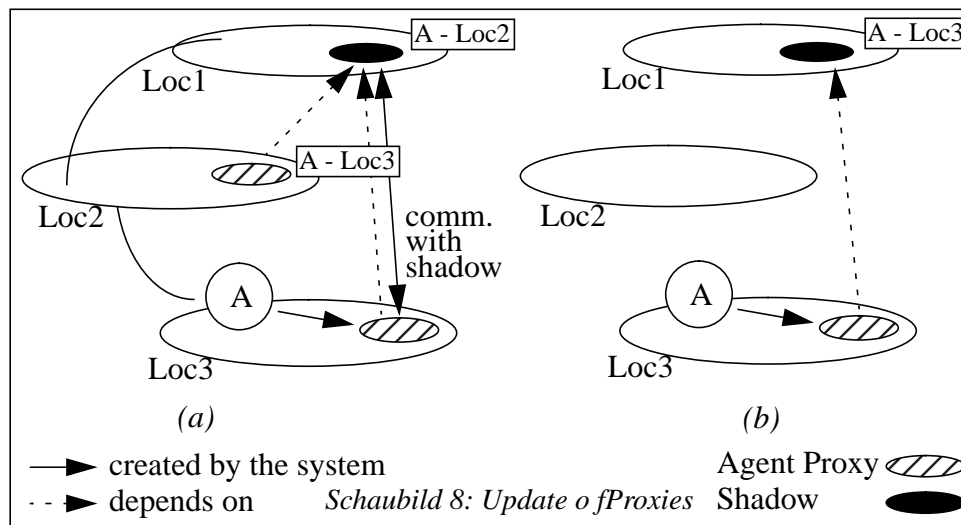 A - Loc2
Loc1
A - Loc3
Loc2
comm.
with
shadow
A
Loc3
(a)
A - Loc3
Loc1
Loc2
A
Loc3
(b)
created by the system
depends on
Schaubild 8: Update o fProxies
Agent Proxy
Shadow